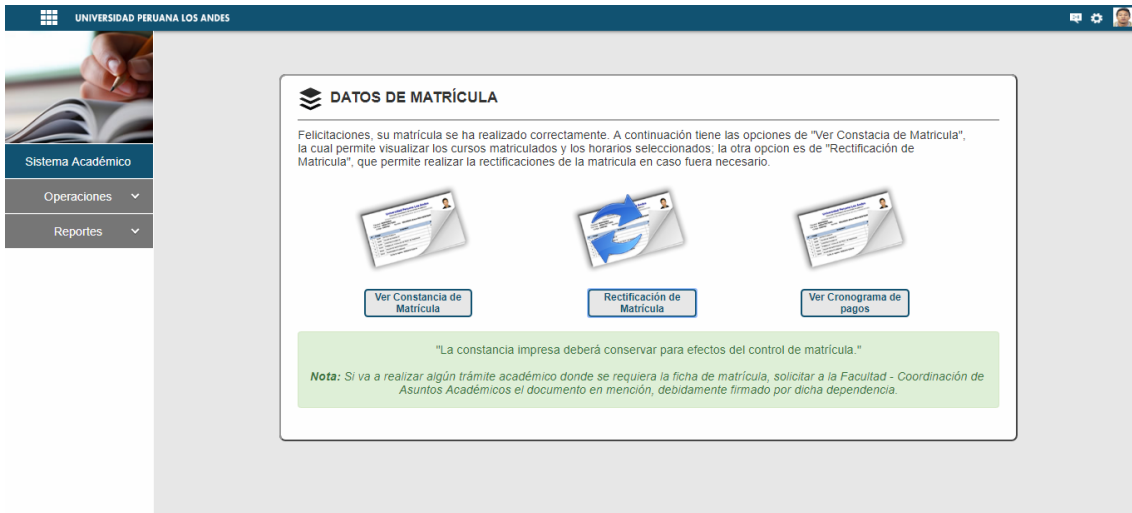 UNIVERSIDAD PERUANA LOS ANDES
Sistema Académico
Operaciones
Reportes
DATOS DE MATRÍCULA
Felicitaciones, su matrícula se ha realizado correctamente. A continuación tiene las opciones de "Ver Constacia de Matricula",
la cual permite visualizar los cursos matriculados y los horarios seleccionados; la otra opcion es de "Rectificación de
Matricula", que permite realizar la rectificaciones de la matricula en caso fuera necesario.
Ver Constancia de
Matrícula
Rectificación de
Matrícula
Ver Cronograma de
pagos
"La constancia impresa deberá conservar para efectos del control de matrícula."
Nota: Si va a realizar algún trámite académico donde se requiera la ficha de matrícula, solicitar a la Facultad - Coordinación de
Asuntos Académicos el documento en mención, debidamente firmado por dicha dependencia.